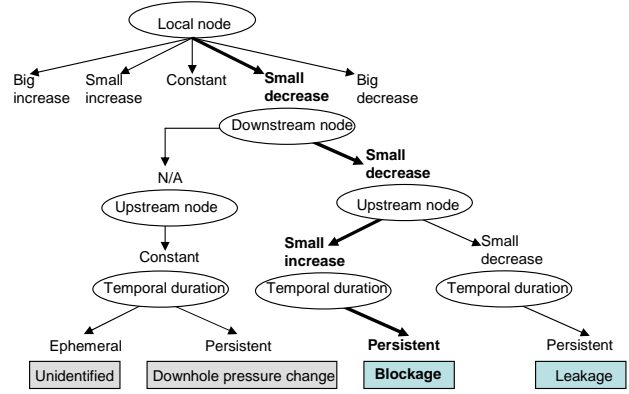 Local node
Big increase
Small increase
Constant
Small decrease
Big decrease
Downstream node
N/A
Small decrease
Upstream node
Upstream node
Constant
Small increase
Small decrease
Temporal duration
Temporal duration
Temporal duration
Ephemeral
Persistent
Persistent
Persistent
Unidentified
Downhole pressure change
Blockage
Leakage